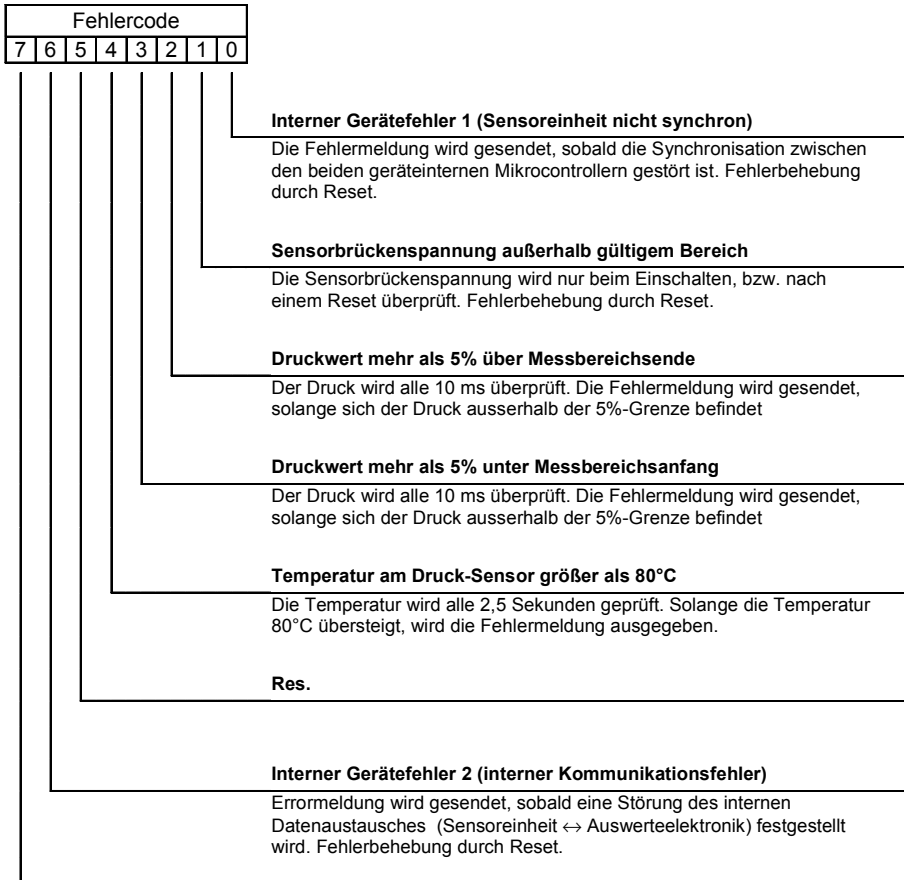 Fehlercode
7 6 5 4 3 2 1 0
Interner Gerätefehler 1 (Sensoreinheit nicht synchron)
Die Fehlermeldung wird gesendet, sobald die Synchronisation zwischen
den beiden geräteinternen Mikrocontrollern gestört ist. Fehlerbehebung
durch Reset.
Sensorbrückenspannung außerhalb gültigem Bereich
Die Sensorbrückenspannung wird nur beim Einschalten, bzw. nach
einem Reset überprüft. Fehlerbehebung durch Reset.
Druckwert mehr als 5% über Messbereichsende
Der Druck wird alle 10 ms überprüft. Die Fehlermeldung wird gesendet,
solange sich der Druck ausserhalb der 5%-Grenze befindet
Druckwert mehr als 5% unter Messbereichsanfang
Der Druck wird alle 10 ms überprüft. Die Fehlermeldung wird gesendet,
solange sich der Druck ausserhalb der 5%-Grenze befindet
Temperatur am Druck-Sensor größer als 80°C
Die Temperatur wird alle 2,5 Sekunden geprüft. Solange die Temperatur
80°C übersteigt, wird die Fehlermeldung ausgegeben.
Res.
Interner Gerätefehler 2 (interner Kommunikationsfehler)
Errormeldung wird gesendet, sobald eine Störung des internen
Datenaustausches (Sensoreinheit ↔ Auswerteelektronik) festgestellt
wird. Fehlerbehebung durch Reset.